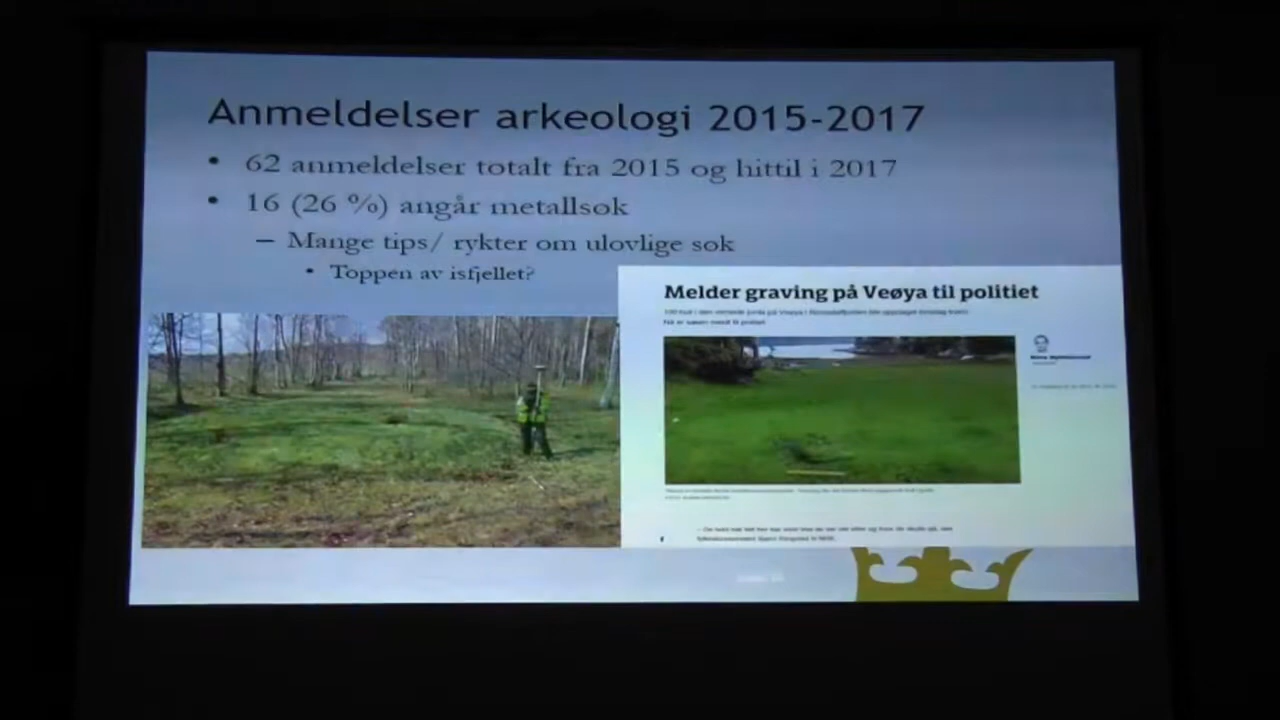 Anmeldelser arkeologi 2015-2017
• 62 anmeldelser totalt fra 2015 og hittil i 2017
• 16 (26 %) angår metallsøk
– Mange tips/ rykter om ulovlige søk
• Toppen av isfjellet?
Melder graving på Veøya til politiet